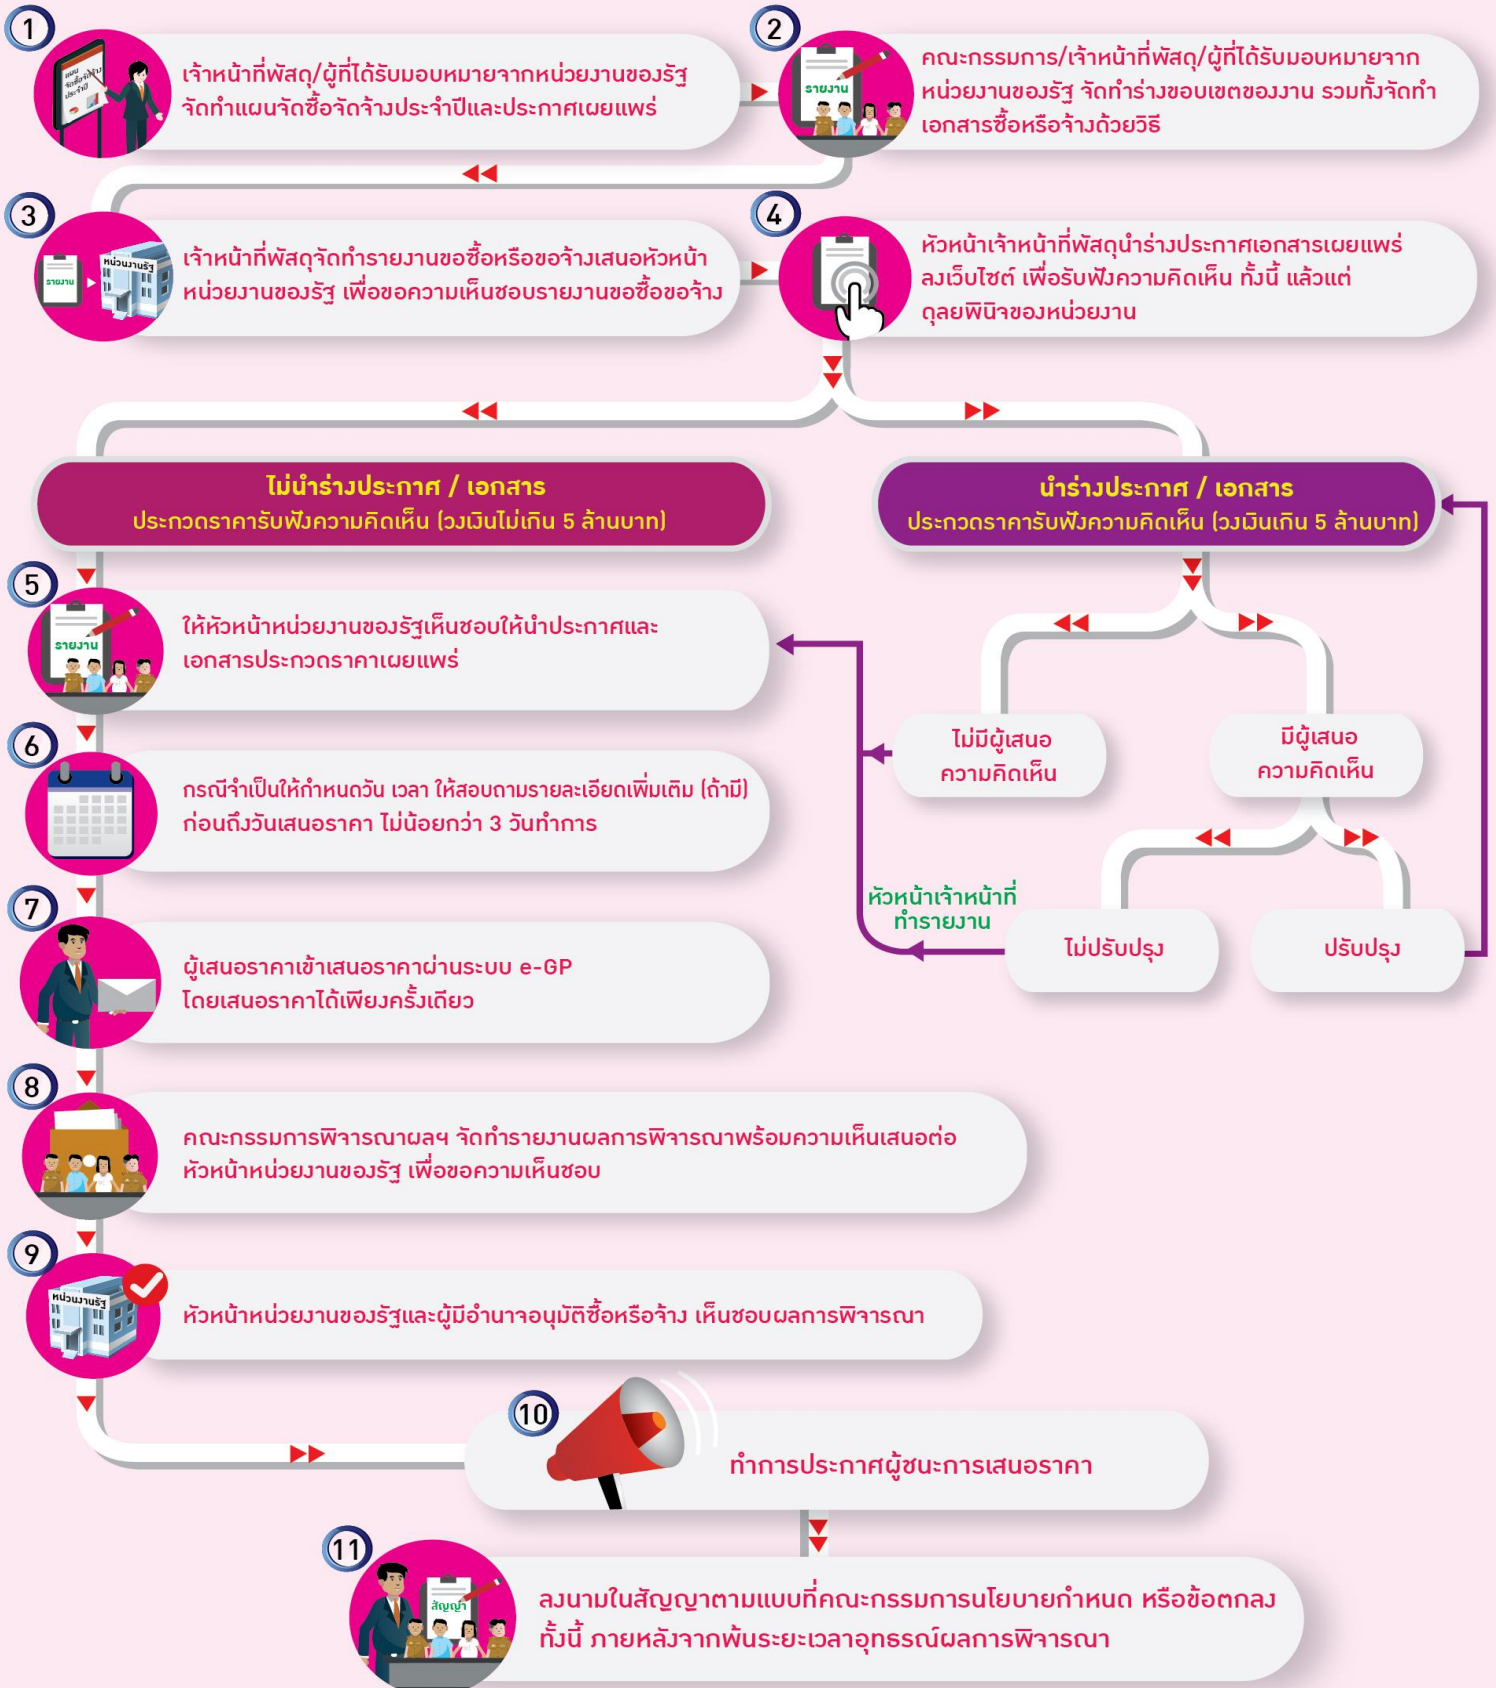 1
แผน
จัดซื้อจัดจ้าง
ประจำปี
เจ้าหน้าที่พัสดุ/ผู้ที่ได้รับมอบหมายจากหน่วยงานของรัฐ
จัดทำแผนจัดซื้อจัดจ้างประจำปีและประกาศเผยแพร่
2
รายงาน
คณะกรรมการ/เจ้าหน้าที่พัสดุ/ผู้ที่ได้รับมอบหมายจาก
หน่วยงานของรัฐ จัดทำร่างขอบเขตของงาน รวมทั้งจัดทำ
เอกสารซื้อหรือจ้างด้วยวิธี
3
รายงาน
หน่วนงานรัฐ
เจ้าหน้าที่พัสดุจัดทำรายงานขอซื้อหรือขอจ้างเสนอหัวหน้า
หน่วยงานของรัฐ เพื่อขอความเห็นชอบรายงานขอซื้อขอจ้าง
4
หัวหน้าเจ้าหน้าที่พัสดุนำร่างประกาศเอกสารเผยแพร่
ลงเว็บไซต์ เพื่อรับฟังความคิดเห็น ทั้งนี้ แล้วแต่
ดุลยพินิจของหน่วยงาน
ไม่นำร่างประกาศ / เอกสาร
ประกวดราคารับฟังความคิดเห็น (วงเงินไม่เกิน 5 ล้านบาท)
นำร่างประกาศ / เอกสาร
ประกวดราคารับฟังความคิดเห็น (วงเงินเกิน 5 ล้านบาท)
5
รายงาน
ให้หัวหน้าหน่วยงานของรัฐเห็นชอบให้นำประกาศและ
เอกสารประกวดราคาเผยแพร่
ไม่มีผู้เสนอ
ความคิดเห็น
มีผู้เสนอ
ความคิดเห็น
6
กรณีจำเป็นให้กำหนดวัน เวลา ให้สอบถามรายละเอียดเพิ่มเติม (ถ้ามี)
ก่อนถึงวันเสนอราคา ไม่น้อยกว่า 3 วันทำการ
หัวหน้าเจ้าหน้าที่
ทำรายงาน
ไม่ปรับปรุง
ปรับปรุง
7
ผู้เสนอราคาเข้าเสนอราคาผ่านระบบ e-GP
โดยเสนอราคาได้เพียงครั้งเดียว
8
คณะกรรมการพิจารณาผลฯ จัดทำรายงานผลการพิจารณาพร้อมความเห็นเสนอต่อ
หัวหน้าหน่วยงานของรัฐ เพื่อขอความเห็นชอบ
9
หน่วนงานรัฐ
หัวหน้าหน่วยงานของรัฐและผู้มีอำนาจอนุมัติซื้อหรือจ้าง เห็นชอบผลการพิจารณา
10
ทำการประกาศผู้ชนะการเสนอราคา
11
สัญญา
ลงนามในสัญญาตามแบบที่คณะกรรมการนโยบายกำหนด หรือข้อตกลง
ทั้งนี้ ภายหลังจากพ้นระยะเวลาอุทธรณ์ผลการพิจารณา